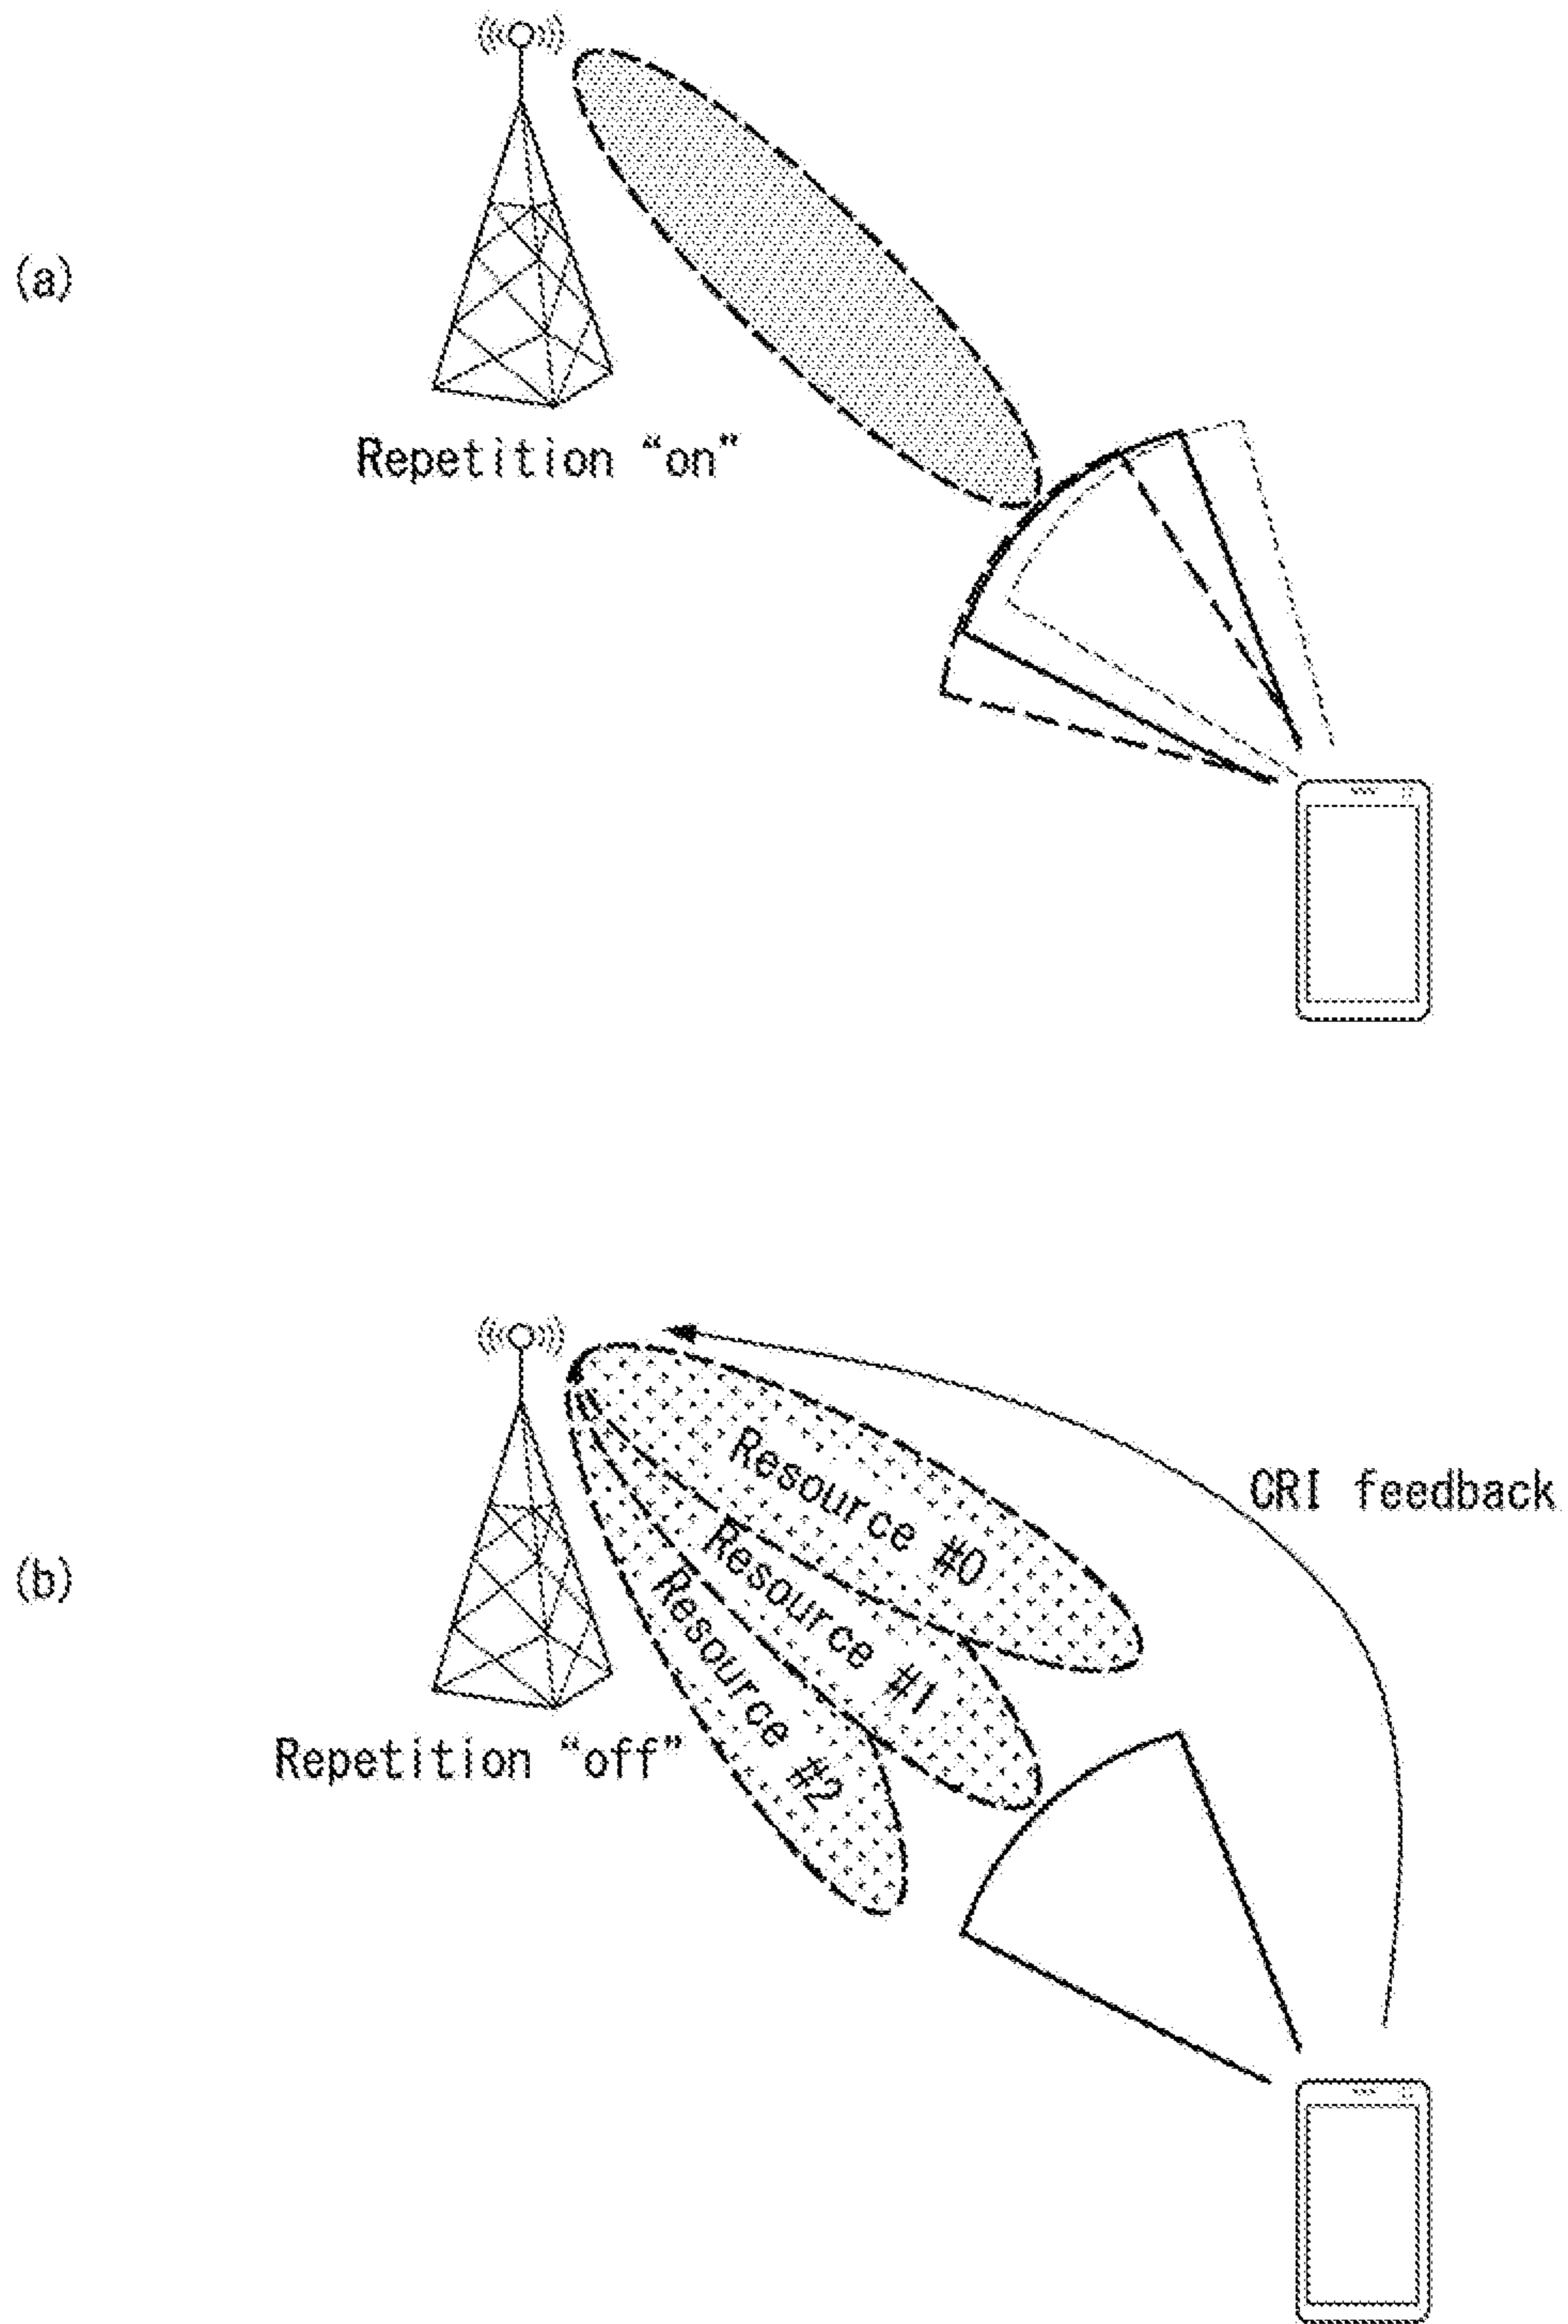 (a)
Repetition “on”
(b)
Resource #0
Resource #1
Resource #2
CRI feedback
Repetition “off”